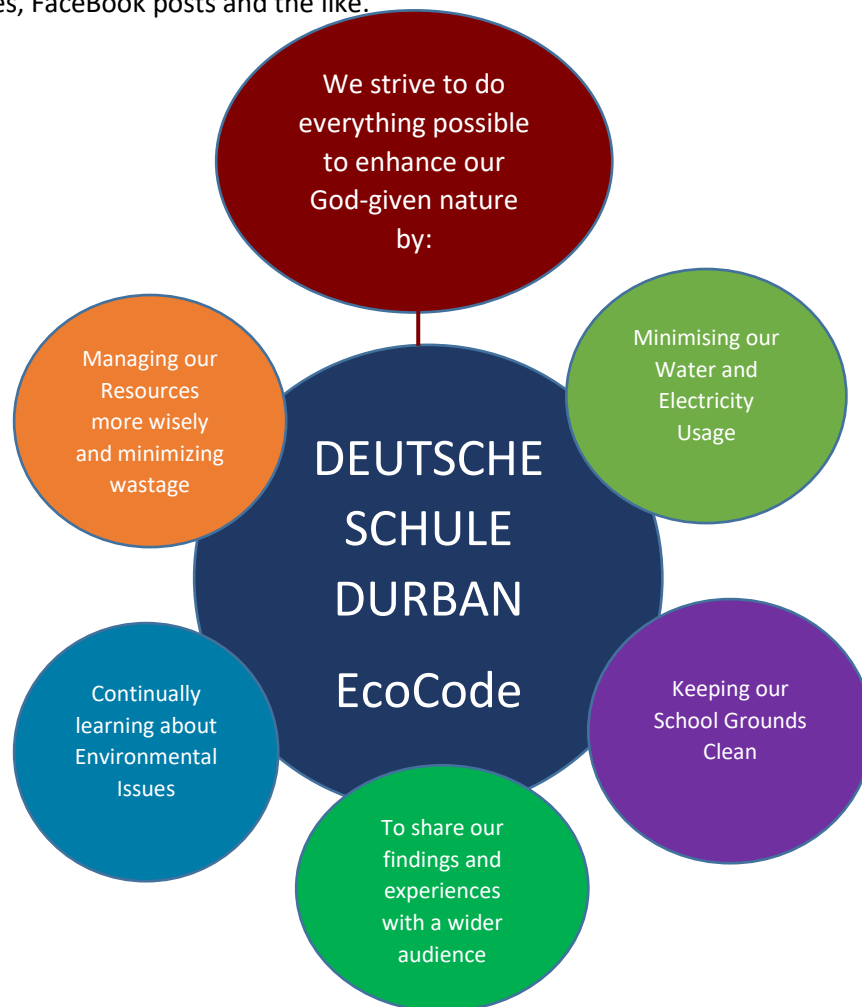 es, FaceBook posts and the like.
We strive to do
everything possible
to enhance our
God-given nature
by:
Minimising our
Water and
Electricity
Usage
Keeping our
School Grounds
Clean
To share our
findings and
experiences
with a wider
audience
Continually
learning about
Environmental
Issues
Managing our
Resources
more wisely
and minimizing
wastage
DEUTSCHE
SCHULE
DURBAN
EcoCode